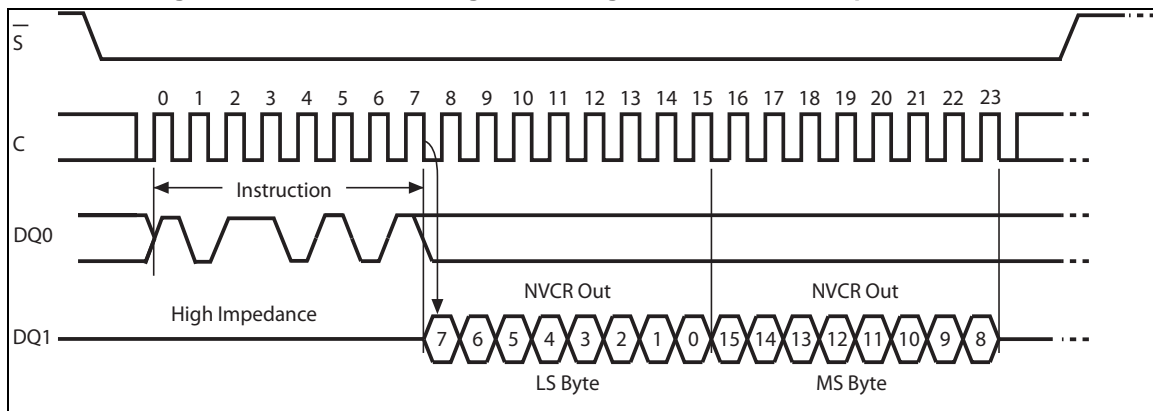 S
0 1 2 3 4 5 6 7 8 9 10 11 12 13 14 15 16 17 18 19 20 21 22 23
C
Instruction
DQ0
NVCR Out NVCR Out
High Impedance
DQ1 7 6 5 4 3 2 1 0 15 14 13 12 11 10 9 8
LS Byte MS Byte